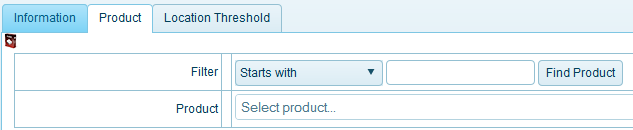 Information Product Location Threshold
Filter Starts with Find Product
Product Select product...